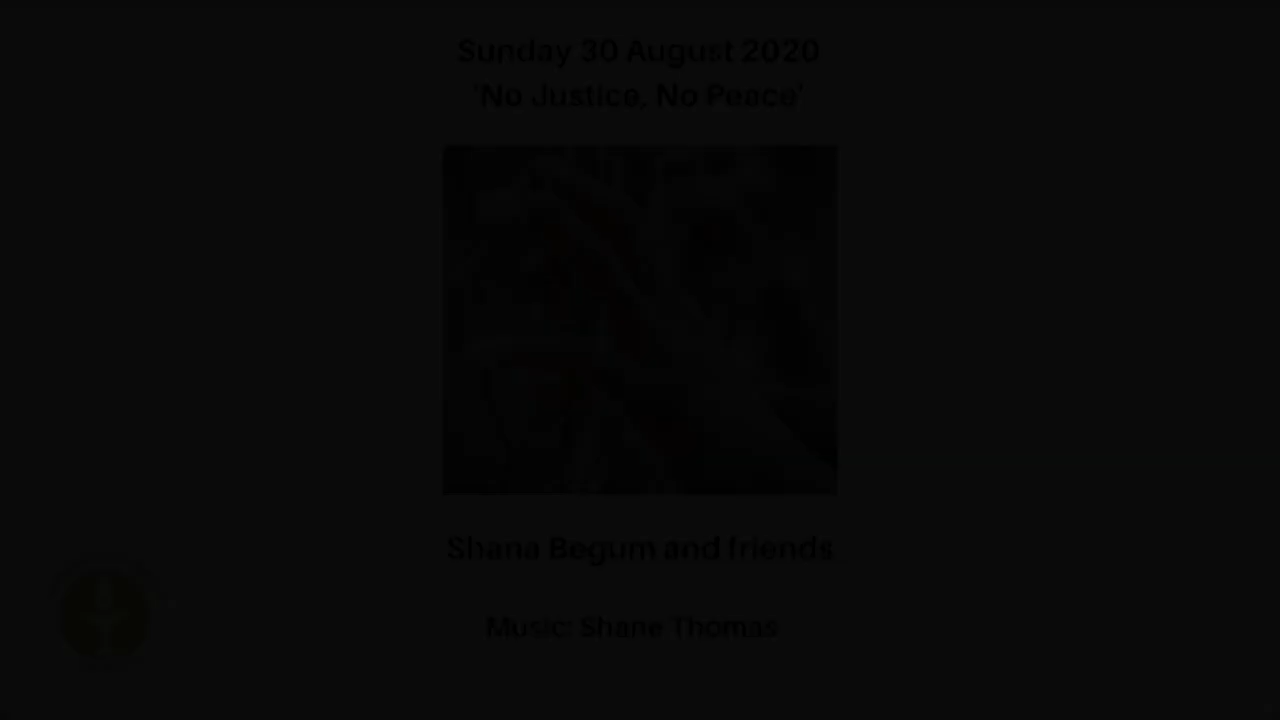 Sunday 30 August 2020
'No Justice, No Peace'
Shana Begum and friends
Music: Shane Thomas